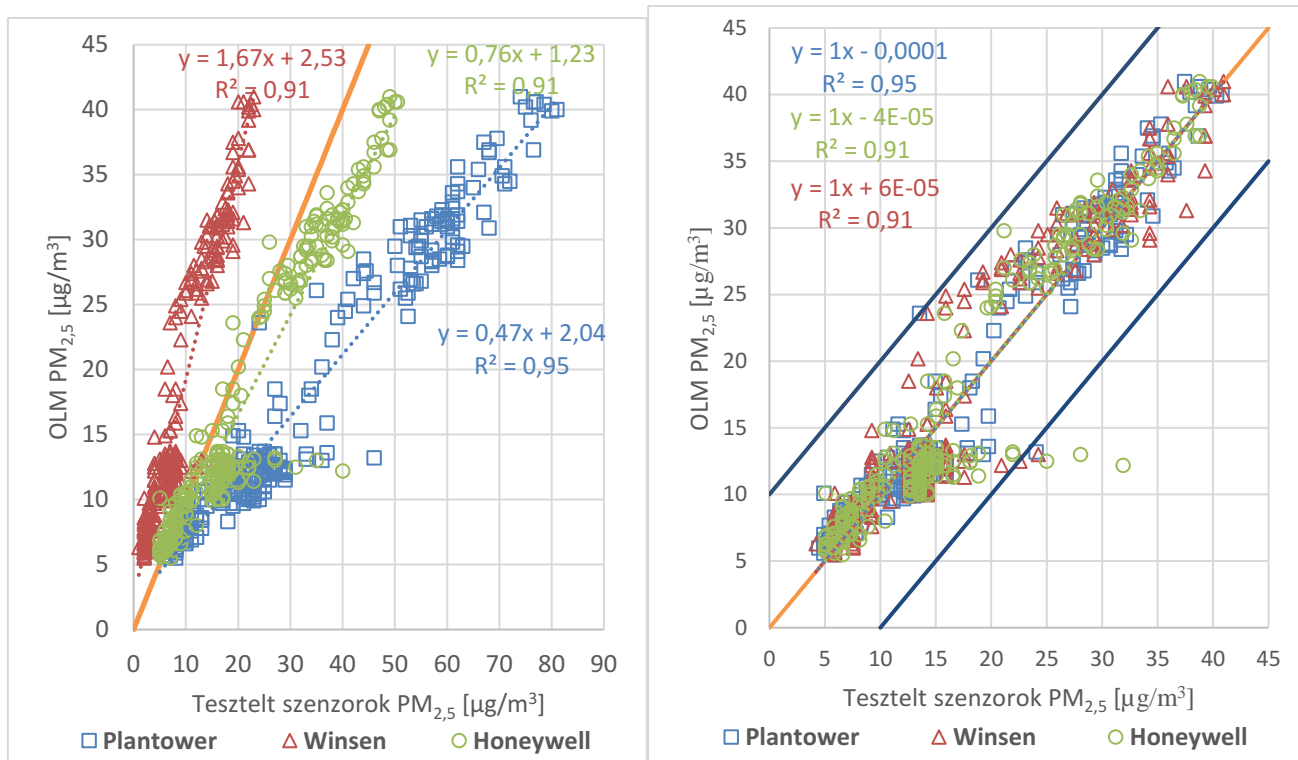 45
40
35
30
25
20
15
10
5
0
OLM PM2,5 [µg/m³]
y = 1,67x + 2,53
R² = 0,91
y = 0,76x + 1,23
R² = 0,91
y = 0,47x + 2,04
R² = 0,95
0 10 20 30 40 50 60 70 80 90
Tesztelt szenzorok PM2,5 [µg/m³]
Plantower Winsen Honeywell
45
40
35
30
25
20
15
10
5
0
OLM PM2,5 [µg/m³]
y = 1x - 0,0001
R² = 0,95
y = 1x - 4E-05
R² = 0,91
y = 1x + 6E-05
R² = 0,91
0 5 10 15 20 25 30 35 40 45
Tesztelt szenzorok PM2,5 [µg/m³]
Plantower Winsen Honeywell